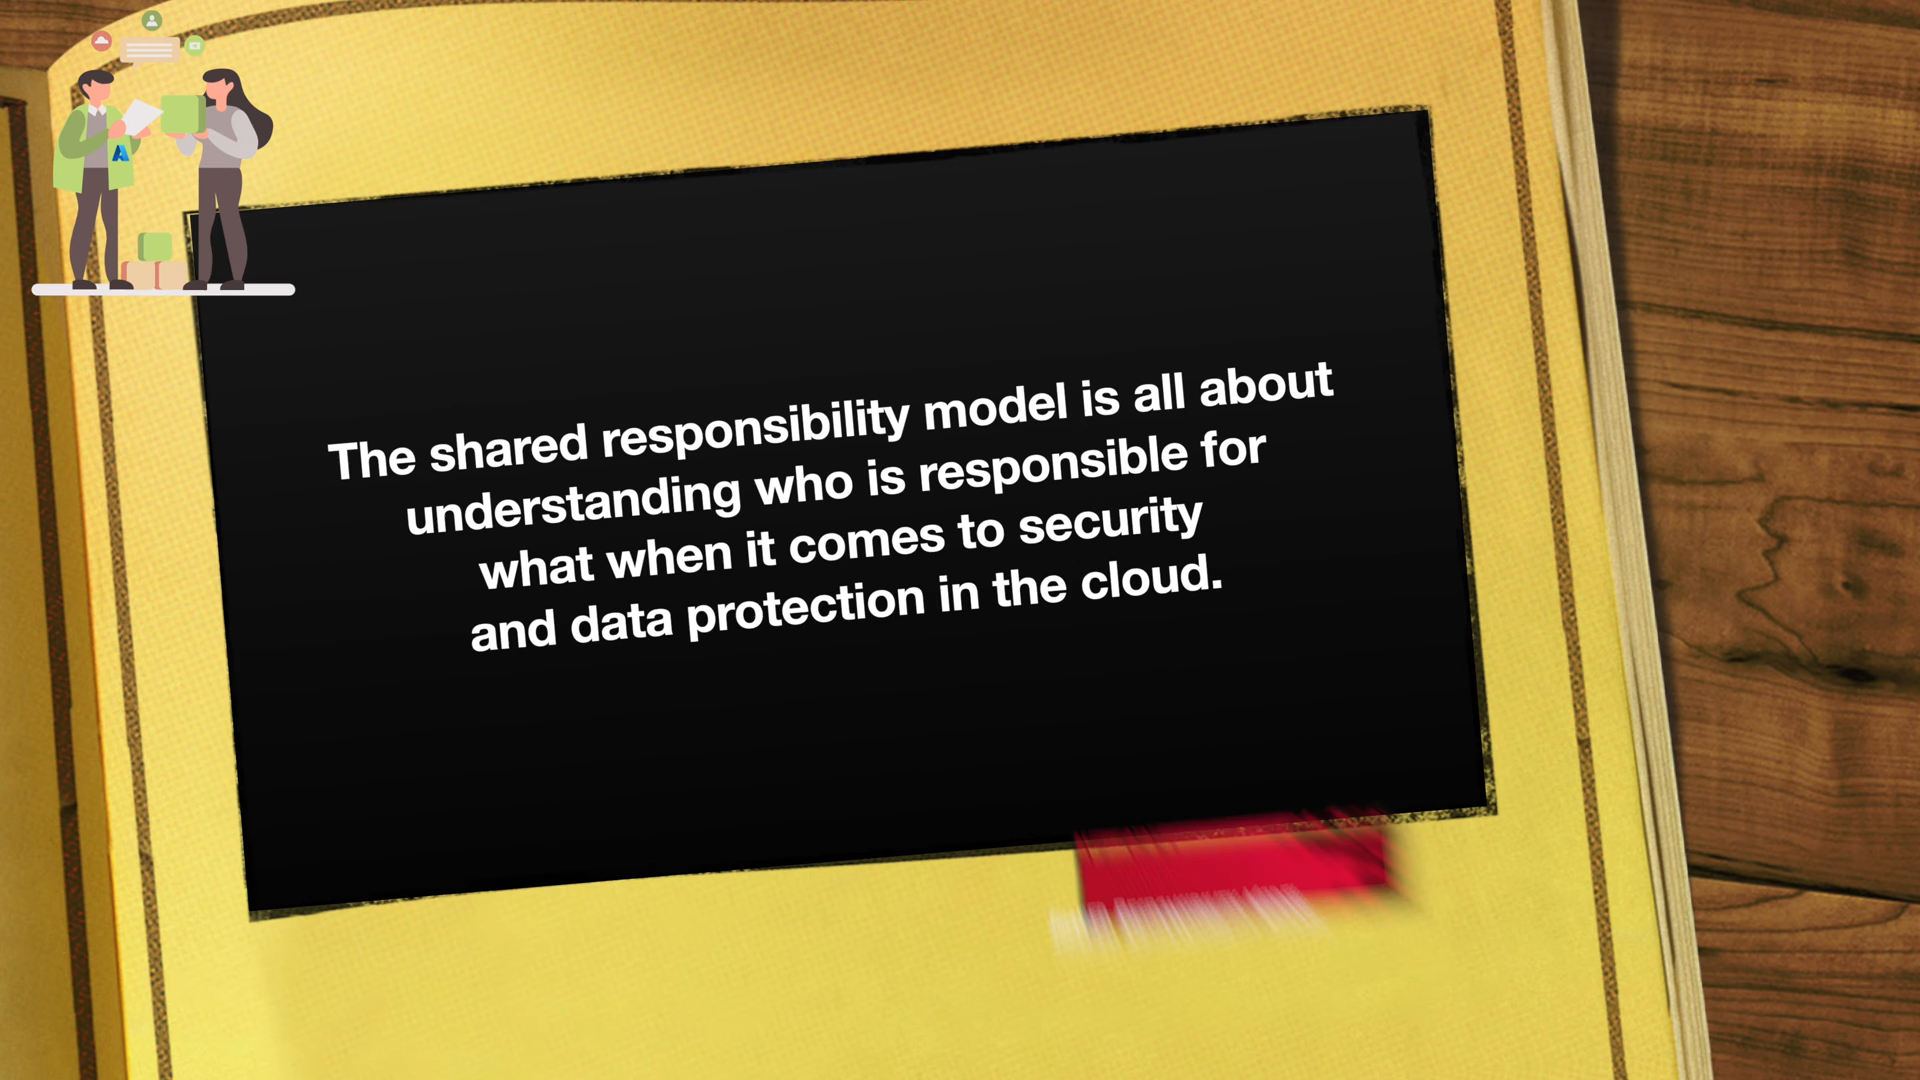 The shared responsibility model is all about
understanding who is responsible for
what when it comes to security
and data protection in the cloud.